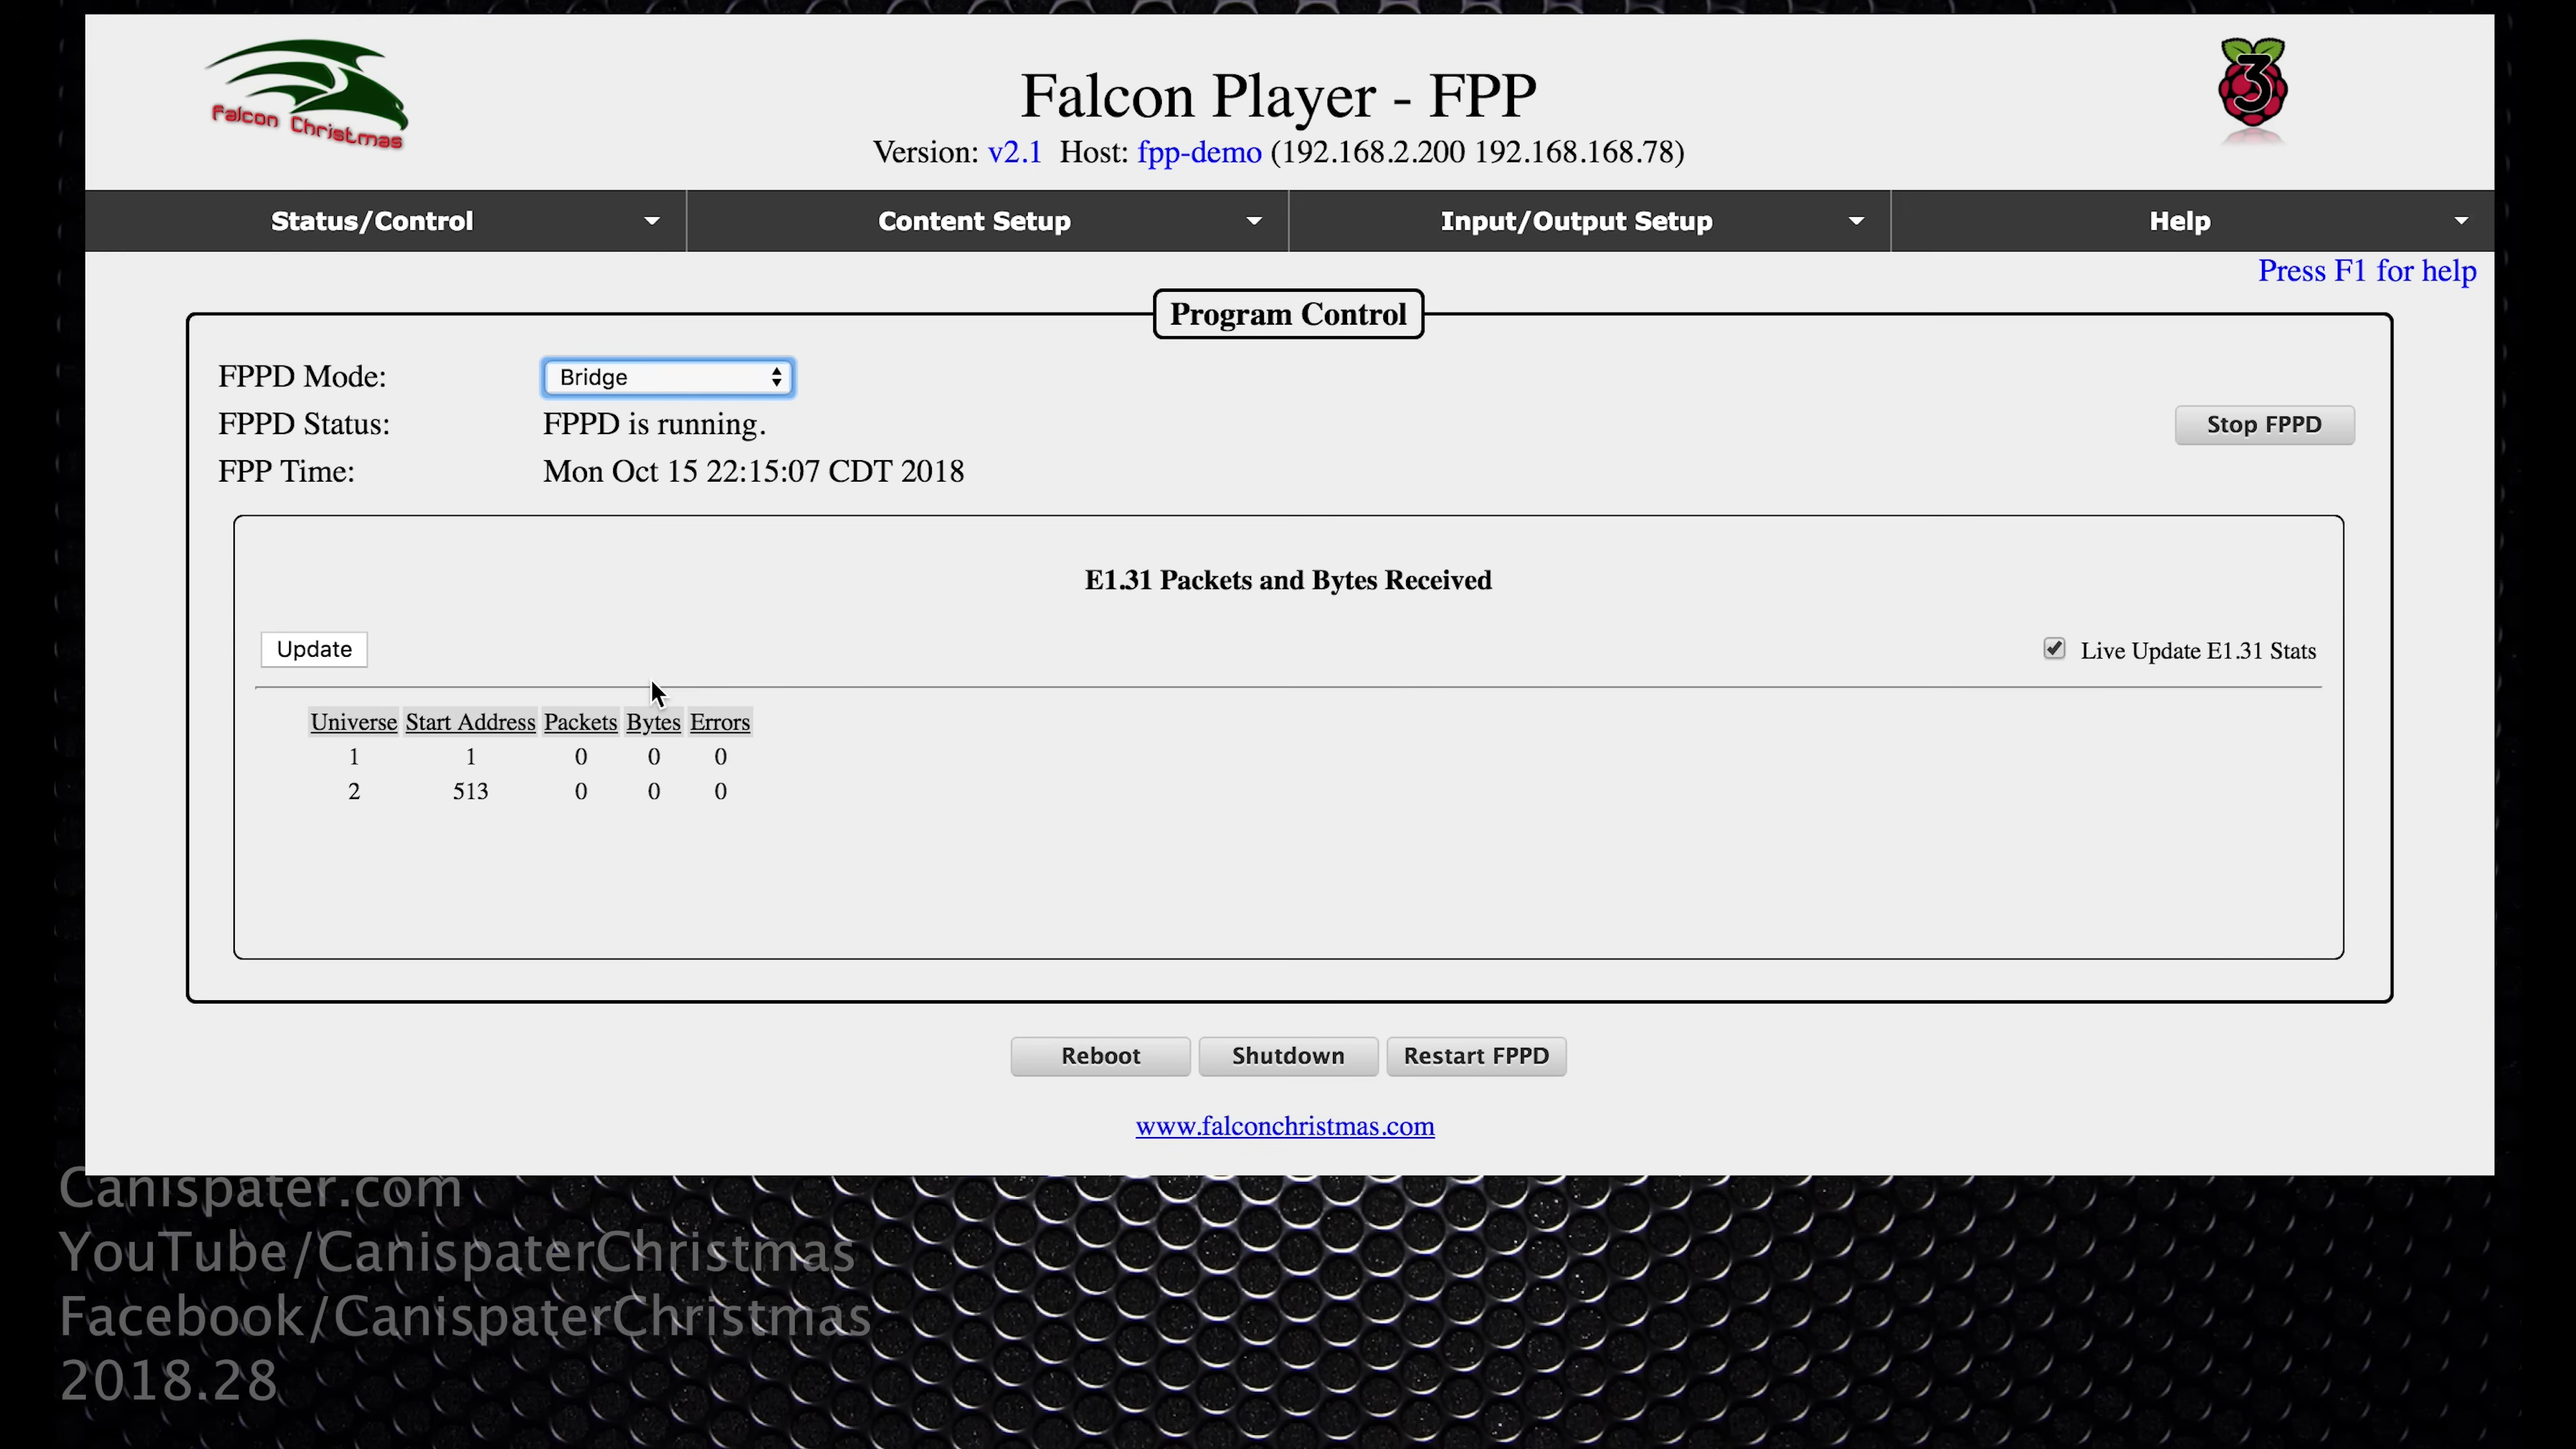 Falcon Christmas
3
Falcon Player - FPP
Version: v2.1 Host: fpp-demo (192.168.2.200 192.168.168.78)
Status/Control
Content Setup
Input/Output Setup
Help
Press F1 for help
Program Control
FPPD Mode: Bridge
FPPD Status: FPPD is running. Stop FPPD
FPP Time: Mon Oct 15 22:15:07 CDT 2018
E1.31 Packets and Bytes Received
Update
Live Update E1.31 Stats
Universe Start Address Packets Bytes Errors
1 1 0 0 0
2 513 0 0 0
Reboot Shutdown Restart FPPD
www.falconchristmas.com
Canispater.com
YouTube/CanispaterChristmas
Facebook/CanispaterChristmas
2018.28